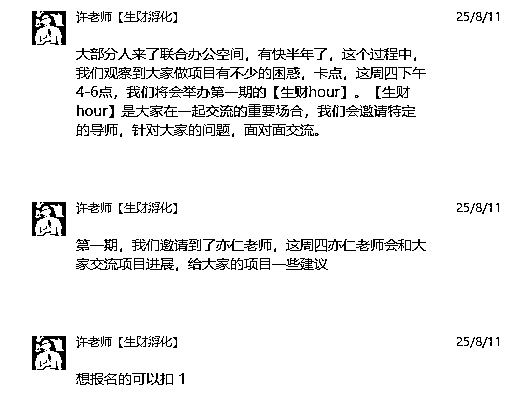 许老师【生财孵化】 25/8/11
大部分人来了联合办公空间，有快半年了，这个过程中，
我们观察到大家做项目有不少的困惑，卡点，这周四下午
4-6点，我们将会举办第一期的【生财hour】。【生财
hour】是大家在一起交流的重要场合，我们会邀请特定
的导师，针对大家的问题，面对面交流。
许老师【生财孵化】 25/8/11
第一期，我们邀请到了亦仁老师，这周四亦仁老师会和大
家交流项目进展，给大家的项目一些建议
许老师【生财孵化】 25/8/11
想报名的可以扣 1